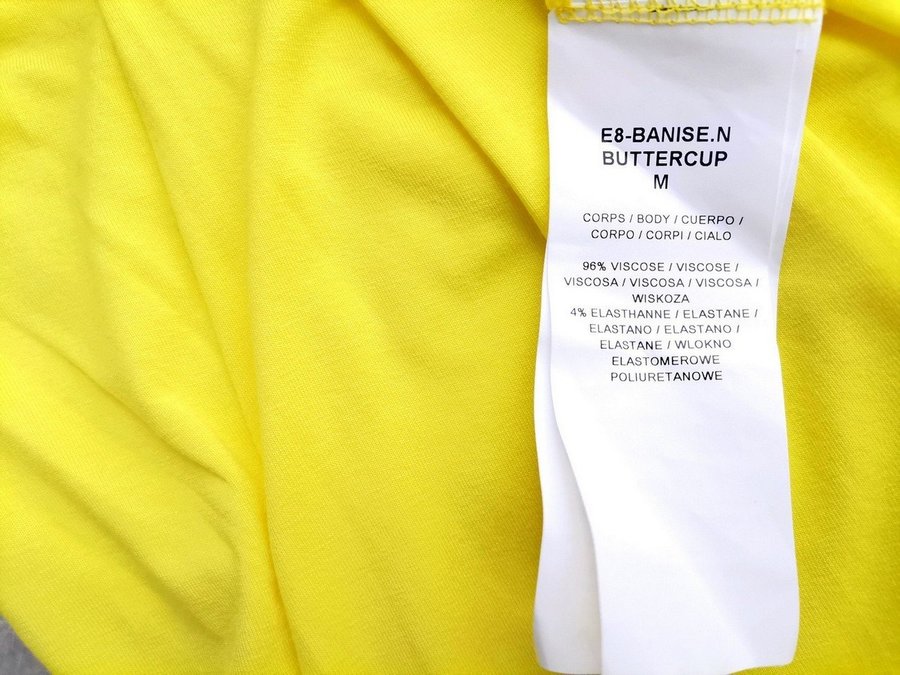 E8-BANISE.N
BUTTERCUP
M
CORPS / BODY / CUERPO /
CORPO / CORPI / CIALO
96% VISCOSE / VISCOSE /
VISCOSA / VISCOSA / VISCOSA /
WISKOZA
4% ELASTHANNE / ELASTANE /
ELASTANO / ELASTANO /
ELASTANE / WLOKNO
ELASTOMEROWE
POLIURETANOWE